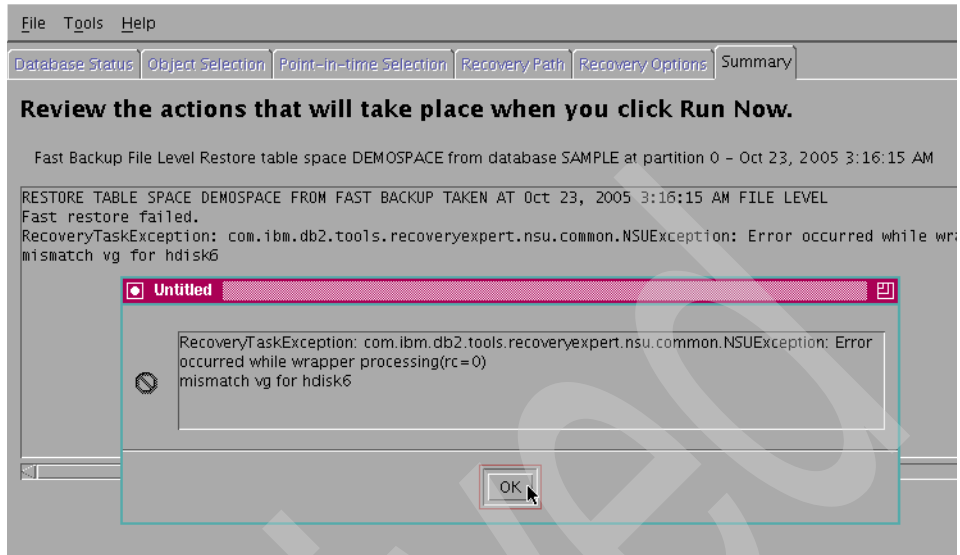 File Tools Help
Database Status Object Selection Point-in-time Selection Recovery Path Recovery Options Summary
Review the actions that will take place when you click Run Now.
Fast Backup File Level Restore table space DEMOSPACE from database SAMPLE at partition 0 - Oct 23, 2005 3:16:15 AM
RESTORE TABLE SPACE DEMOSPACE FROM FAST BACKUP TAKEN AT Oct 23, 2005 3:16:15 AM FILE LEVEL
Fast restore failed.
RecoveryTaskException: com.ibm.db2.tools.recoveryexpert.nsu.common.NSUException: Error occurred while wra
mismatch vg for hdisk6
Untitled
RecoveryTaskException: com.ibm.db2.tools.recoveryexpert.nsu.common.NSUException: Error
occurred while wrapper processing(rc=0)
mismatch vg for hdisk6
OK